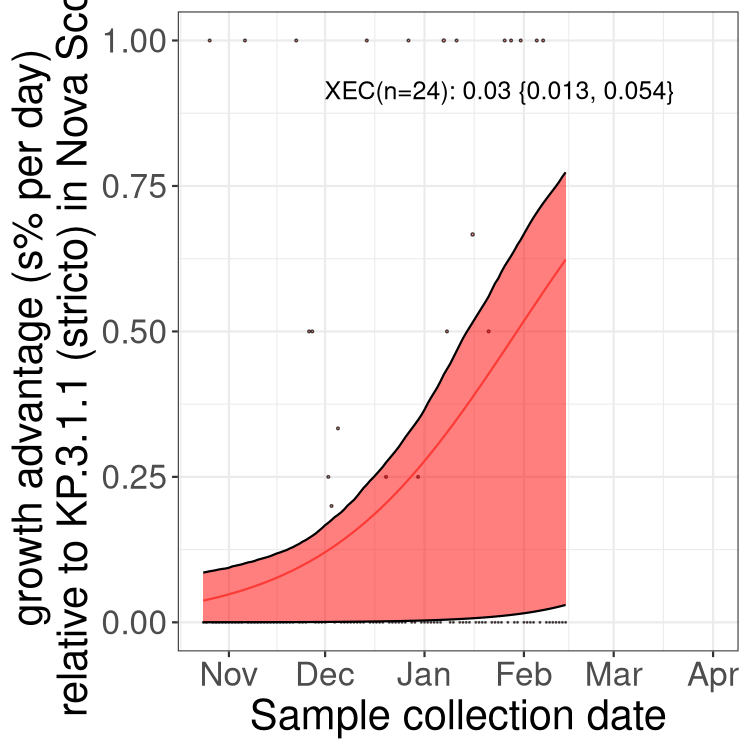 growth advantage (s% per day)
relative to KP.3.1.1 (stricto) in Nova Sco
1.00
0.75
0.50
0.25
0.00
XEC(n=24): 0.03 {0.013, 0.054}
Nov Dec Jan Feb Mar Apr
Sample collection date